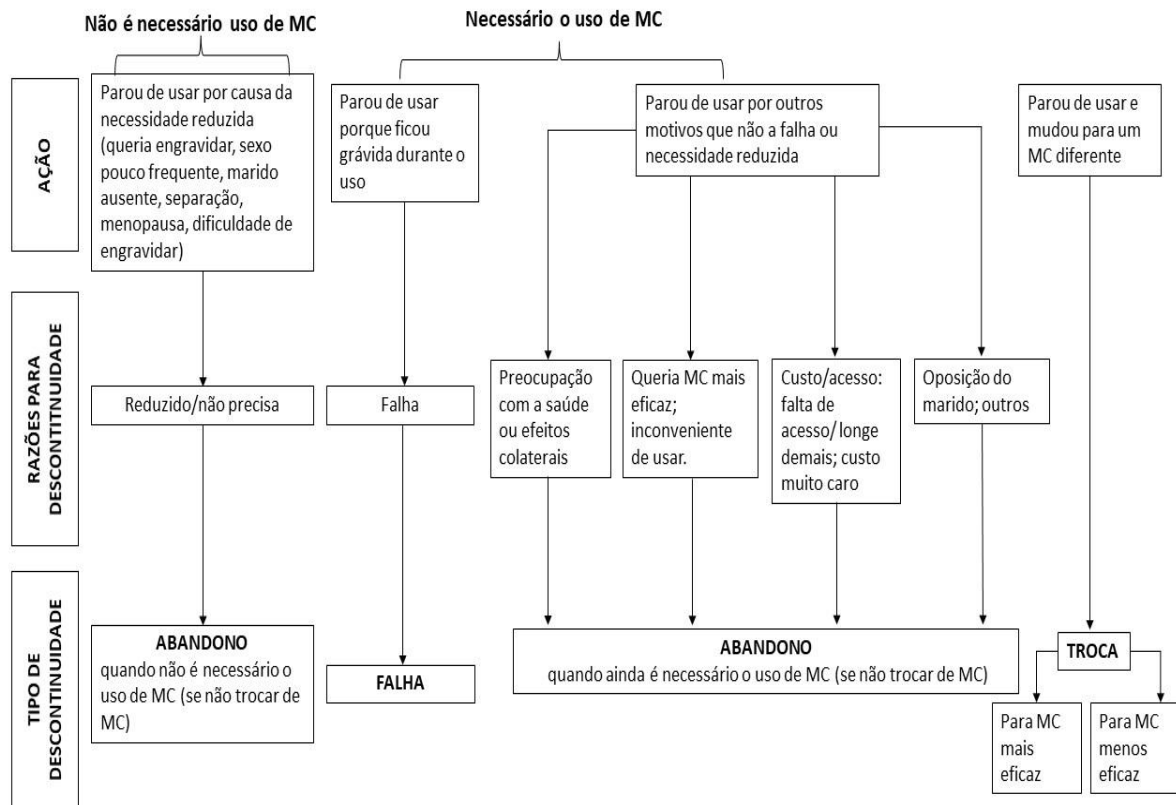 Não é necessário uso de MC
Necessário o uso de MC
AÇÃO
Parou de usar por causa da
necessidade reduzida
(queria engravidar, sexo
pouco frequente, marido
ausente, separação,
menopausa, dificuldade de
engravidar)
Parou de usar
porque ficou
grávida durante o
uso
Parou de usar por outros
motivos que não a falha ou
necessidade reduzida
Parou de usar e
mudou para um
MC diferente
RAZÕES PARA
DESCONTITNUIDADE
Reduzido/não precisa
Falha
Preocupação
com a saúde
ou efeitos
colaterais
Queria MC mais
eficaz;
inconveniente
de usar.
Custo/acesso:
falta de
acesso/ longe
demais; custo
muito caro
Oposição do
marido; outros
TIPO DE
DESCONTINUIDADE
ABANDONO
quando não é necessário o
uso de MC (se não trocar de
MC)
FALHA
ABANDONO
quando ainda é necessário o uso de MC (se não trocar de MC)
TROCA
Para MC
mais
eficaz
Para MC
menos
eficaz